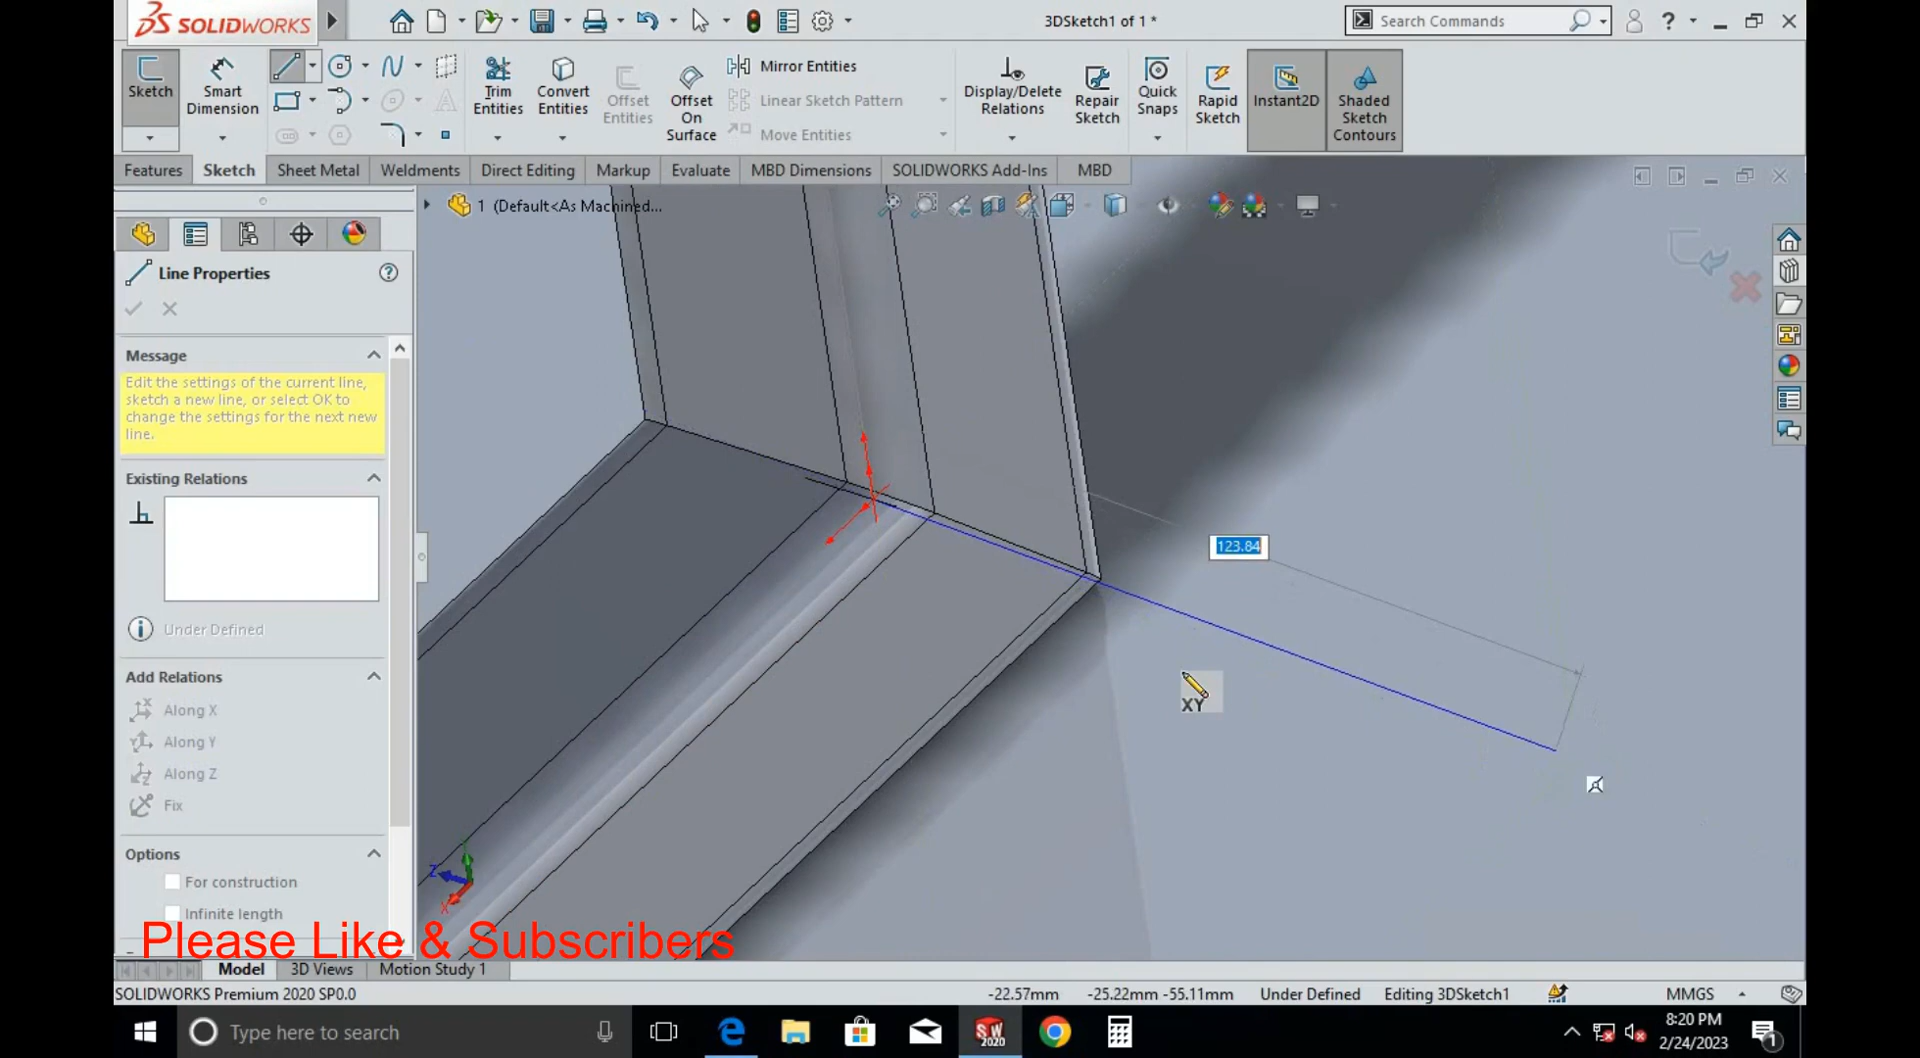 SOLIDWORKS
3DSketch1 of 1 *
Search Commands
Sketch
Smart
Dimension
Trim
Entities
Convert
Entities
Offset
Entities
Offset
On
Surface
Mirror Entities
Linear Sketch Pattern
Move Entities
Display/Delete
Relations
Repair
Sketch
Quick
Snaps
Rapid
Sketch
Instant2D
Shaded
Sketch
Contours
Features
Sketch
Sheet Metal
Weldments
Direct Editing
Markup
Evaluate
MBD Dimensions
SOLIDWORKS Add-Ins
MBD
1 (Default<As Machined...
Line Properties
Message
Edit the settings of the current line,
sketch a new line, or select OK to
change the settings for the next new
line.
Existing Relations
Under Defined
Add Relations
Along X
Along Y
Along Z
Fix
Options
For construction
Infinite length
123.84
XY
Z
X
Please Like & Subscribers
Model
3D Views
Motion Study 1
SOLIDWORKS Premium 2020 SP0.0
-22.57mm
-25.22mm -55.11mm
Under Defined
Editing 3DSketch1
MMGS
Type here to search
SW
2020
8:20 PM
2/24/2023
1